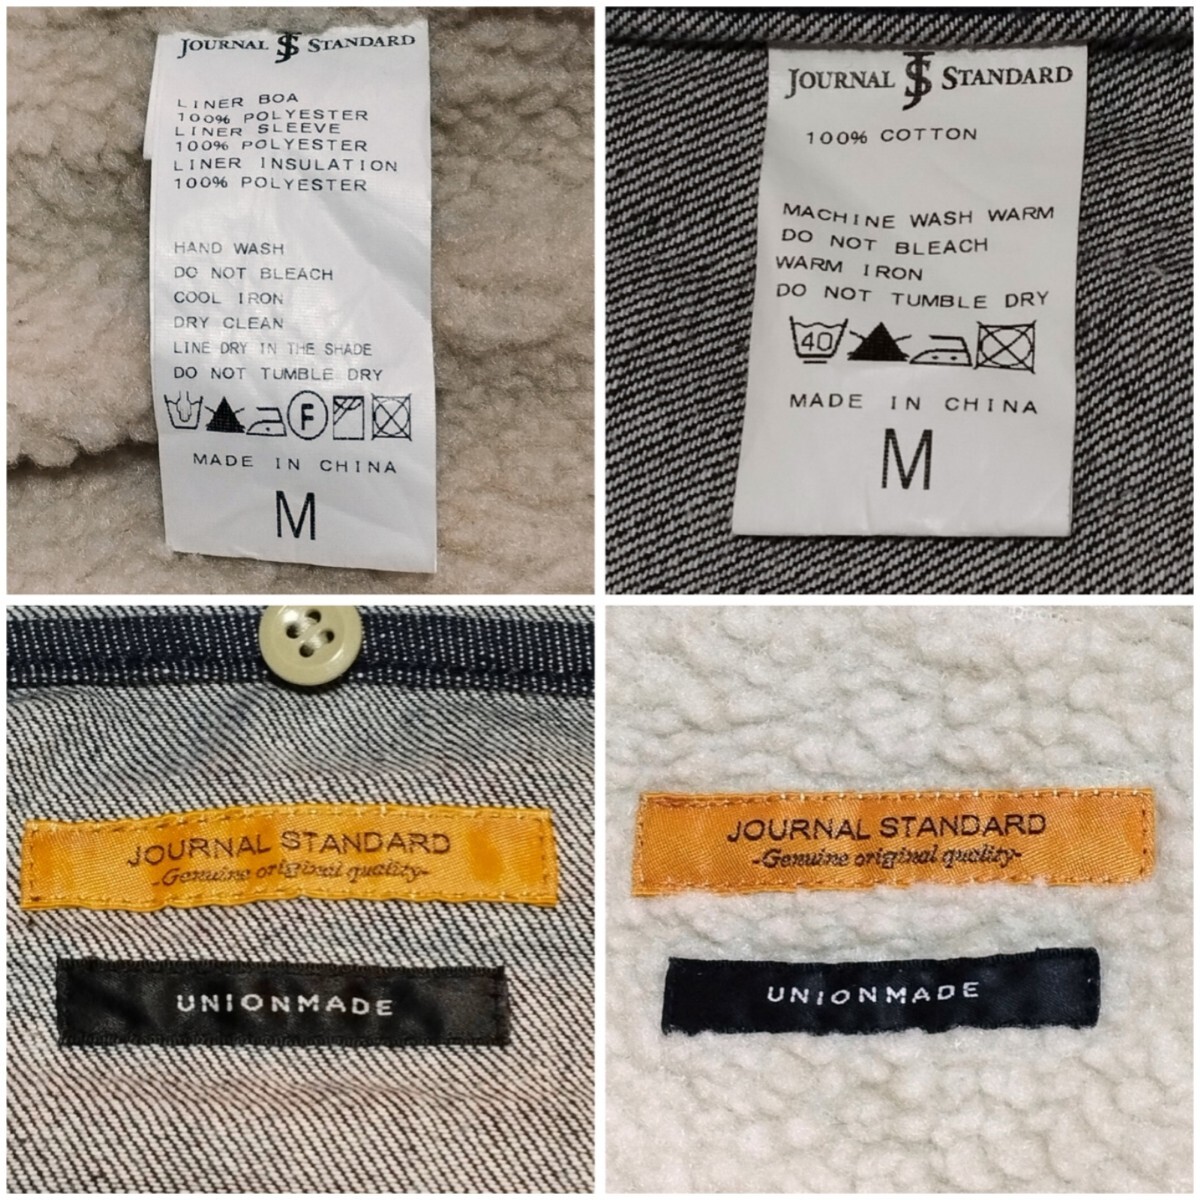 JOURNAL JS STANDARD
LINER BOA
100% POLYESTER
LINER SLEEVE
100% POLYESTER
LINER INSULATION
100% POLYESTER
HAND WASH
DO NOT BLEACH
COOL IRON
DRY CLEAN
LINE DRY IN THE SHADE
DO NOT TUMBLE DRY
F
MADE IN CHINA
M
JOURNAL JS STANDARD
100% COTTON
MACHINE WASH WARM
DO NOT BLEACH
WARM IRON
DO NOT TUMBLE DRY
40
MADE IN CHINA
M
JOURNAL STANDARD
-Genuine original quality-
UNIONMADE
JOURNAL STANDARD
-Genuine original quality-
UNIONMADE